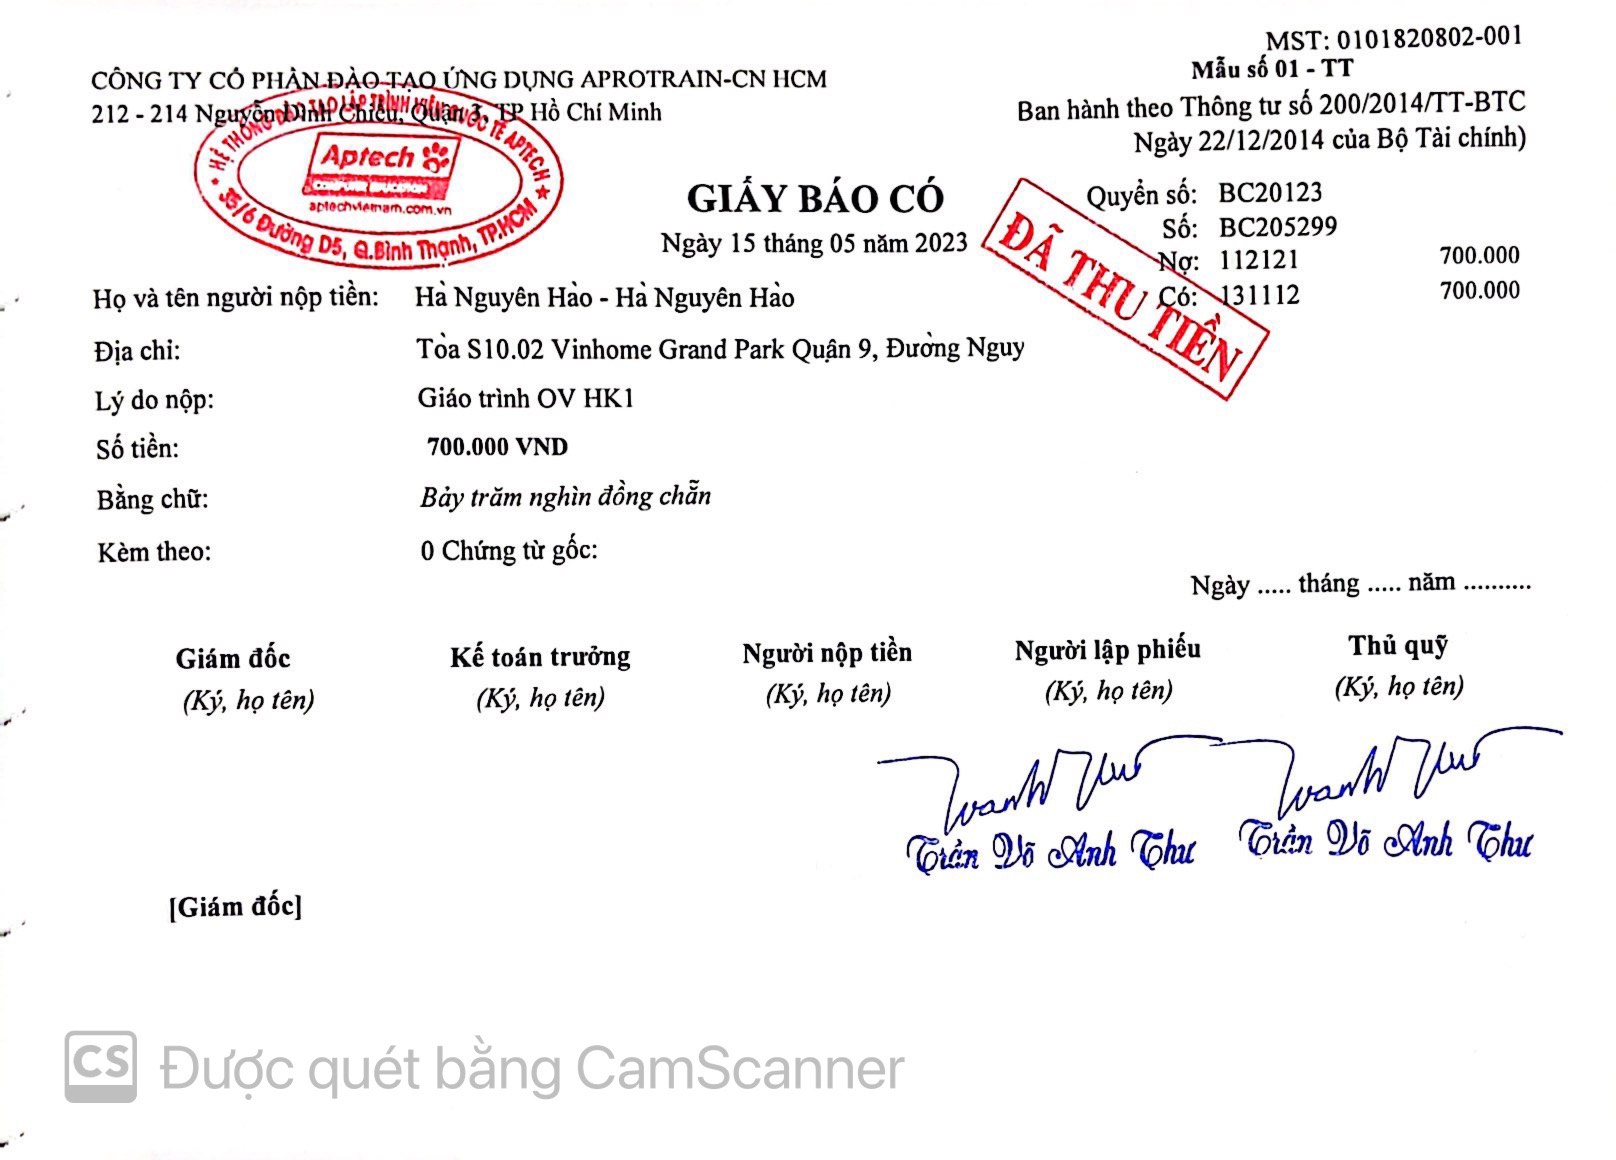 MST: 0101820802-001
CÔNG TY CỔ PHẦN ĐÀO TẠO ỨNG DỤNG APROTRAIN-CN HCM
Mẫu số 01 - TT
212 - 214 Nguyễn Đình Chiểu, Quận 3, TP Hồ Chí Minh
Ban hành theo Thông tư số 200/2014/TT-BTC
Ngày 22/12/2014 của Bộ Tài chính)
HỆ THỐNG ĐÀO TẠO LẬP TRÌNH VIÊN QUỐC TẾ APTECH
Aptech
COMPUTER EDUCATION
aptechvietnam.com.vn
35/6 Đường D5, Q.Bình Thạnh, TP.HCM
GIẤY BÁO CÓ
Quyển số: BC20123
Số: BC205299
Ngày 15 tháng 05 năm 2023
ĐÃ THU TIỀN
Nợ: 112121 700.000
Có: 131112 700.000
Họ và tên người nộp tiền: Hà Nguyên Hào - Hà Nguyên Hào
Địa chỉ: Tòa S10.02 Vinhome Grand Park Quận 9, Đường Nguy
Lý do nộp: Giáo trình OV HK1
Số tiền: 700.000 VND
Bằng chữ: Bảy trăm nghìn đồng chẵn
Kèm theo: 0 Chứng từ gốc:
Ngày ..... tháng ..... năm ..........
Giám đốc Kế toán trưởng Người nộp tiền Người lập phiếu Thủ quỹ
(Ký, họ tên) (Ký, họ tên) (Ký, họ tên) (Ký, họ tên) (Ký, họ tên)
Trần Võ Anh Thư Trần Võ Anh Thư
[Giám đốc]
CS Được quét bằng CamScanner